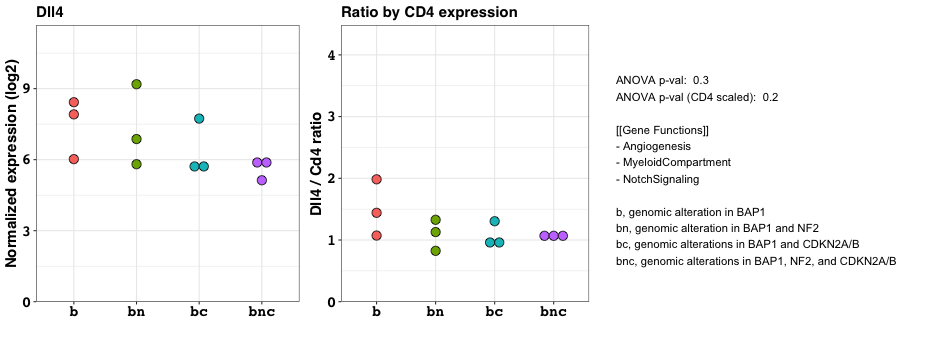 Dll4
Normalized expression (log2)
9
6
3
0
b bn bc bnc
Ratio by CD4 expression
Dll4 / Cd4 ratio
4
3
2
1
0
b bn bc bnc
ANOVA p-val: 0.3
ANOVA p-val (CD4 scaled): 0.2
[[Gene Functions]]
- Angiogenesis
- MyeloidCompartment
- NotchSignaling
b, genomic alteration in BAP1
bn, genomic alteration in BAP1 and NF2
bc, genomic alterations in BAP1 and CDKN2A/B
bnc, genomic alterations in BAP1, NF2, and CDKN2A/B